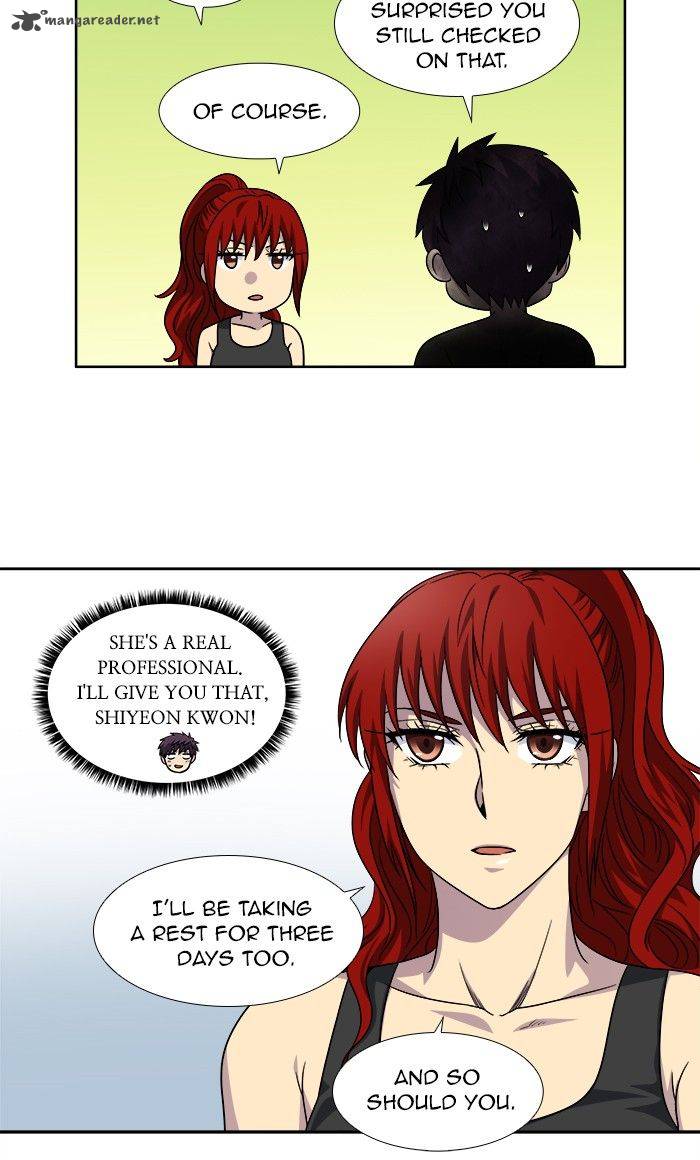 mangareader.net
SURPRISED YOU
STILL CHECKED
ON THAT.
OF COURSE.
SHE'S A REAL
PROFESSIONAL.
I'LL GIVE YOU THAT,
SHIYEON KWON!
I'LL BE TAKING
A REST FOR THREE
DAYS TOO.
AND SO
SHOULD YOU.